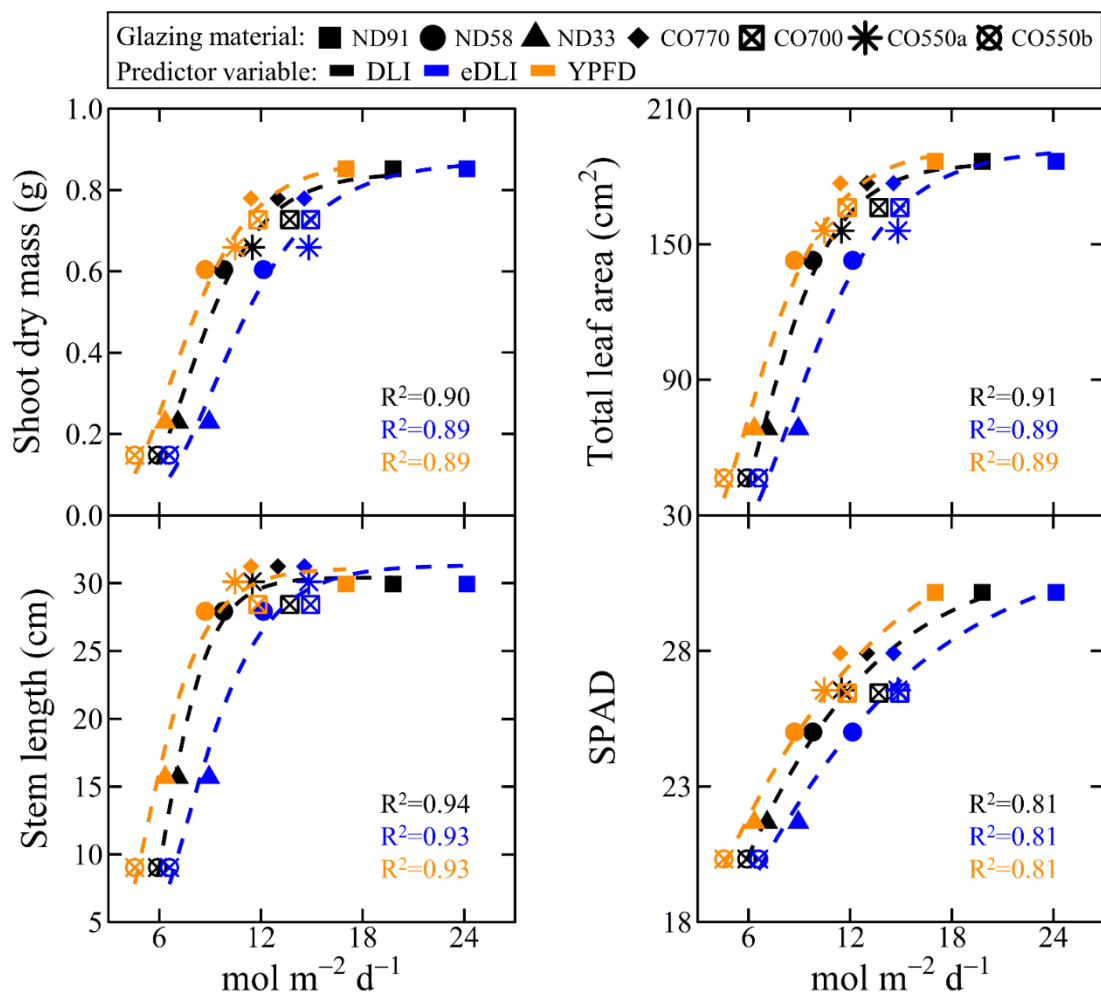 Glazing material: ND91 ND58 ND33 CO770 CO700 CO550a CO550b
Predictor variable: DLI eDLI YPFD
Shoot dry mass (g)
1.0
0.8
0.6
0.4
0.2
0.0
R²=0.90
R²=0.89
R²=0.89
Total leaf area (cm²)
210
150
90
30
R²=0.91
R²=0.89
R²=0.89
Stem length (cm)
30
25
20
15
10
5
R²=0.94
R²=0.93
R²=0.93
6 12 18 24
mol m⁻² d⁻¹
SPAD
28
23
18
R²=0.81
R²=0.81
R²=0.81
6 12 18 24
mol m⁻² d⁻¹